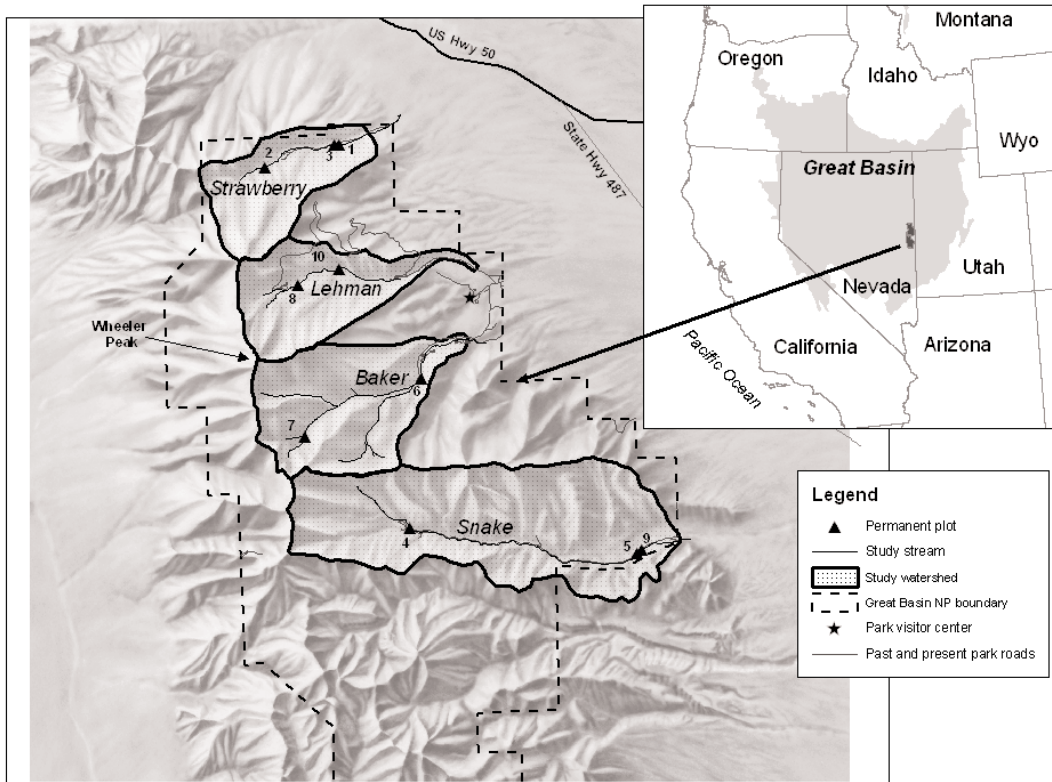 US Hwy 50
State Hwy 487
2
3
1
Strawberry
10
8
Lehman
Wheeler
Peak
Baker
6
7
Snake
4
5
9
Montana
Oregon
Idaho
Wyo
Great Basin
Utah
Nevada
California
Arizona
Pacific Ocean
Legend
Permanent plot
Study stream
Study watershed
Great Basin NP boundary
Park visitor center
Past and present park roads